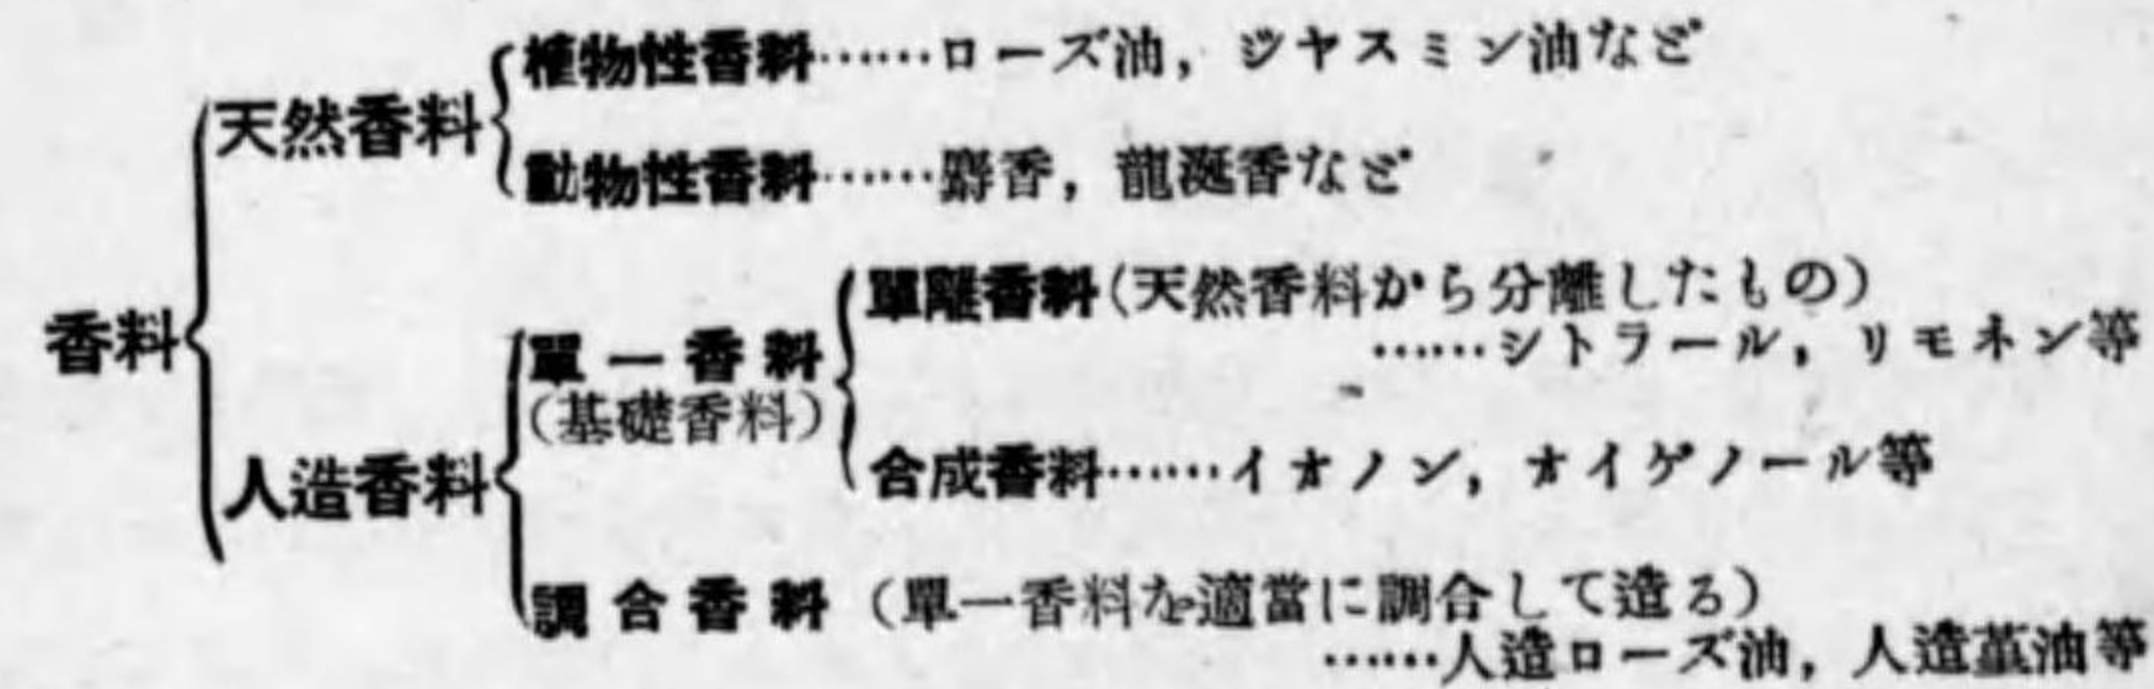 香料
天然香料
植物性香料……ローズ油，ジヤスミン油など
動物性香料……麝香，龍涎香など
人造香料
單一香料
(基礎香料)
單離香料(天然香料から分離したもの)
……シトラール，リモネン等
合成香料……イオノン，オイゲノール等
調合香料（單一香料を適當に調合して造る）
……人造ローズ油，人造菫油等